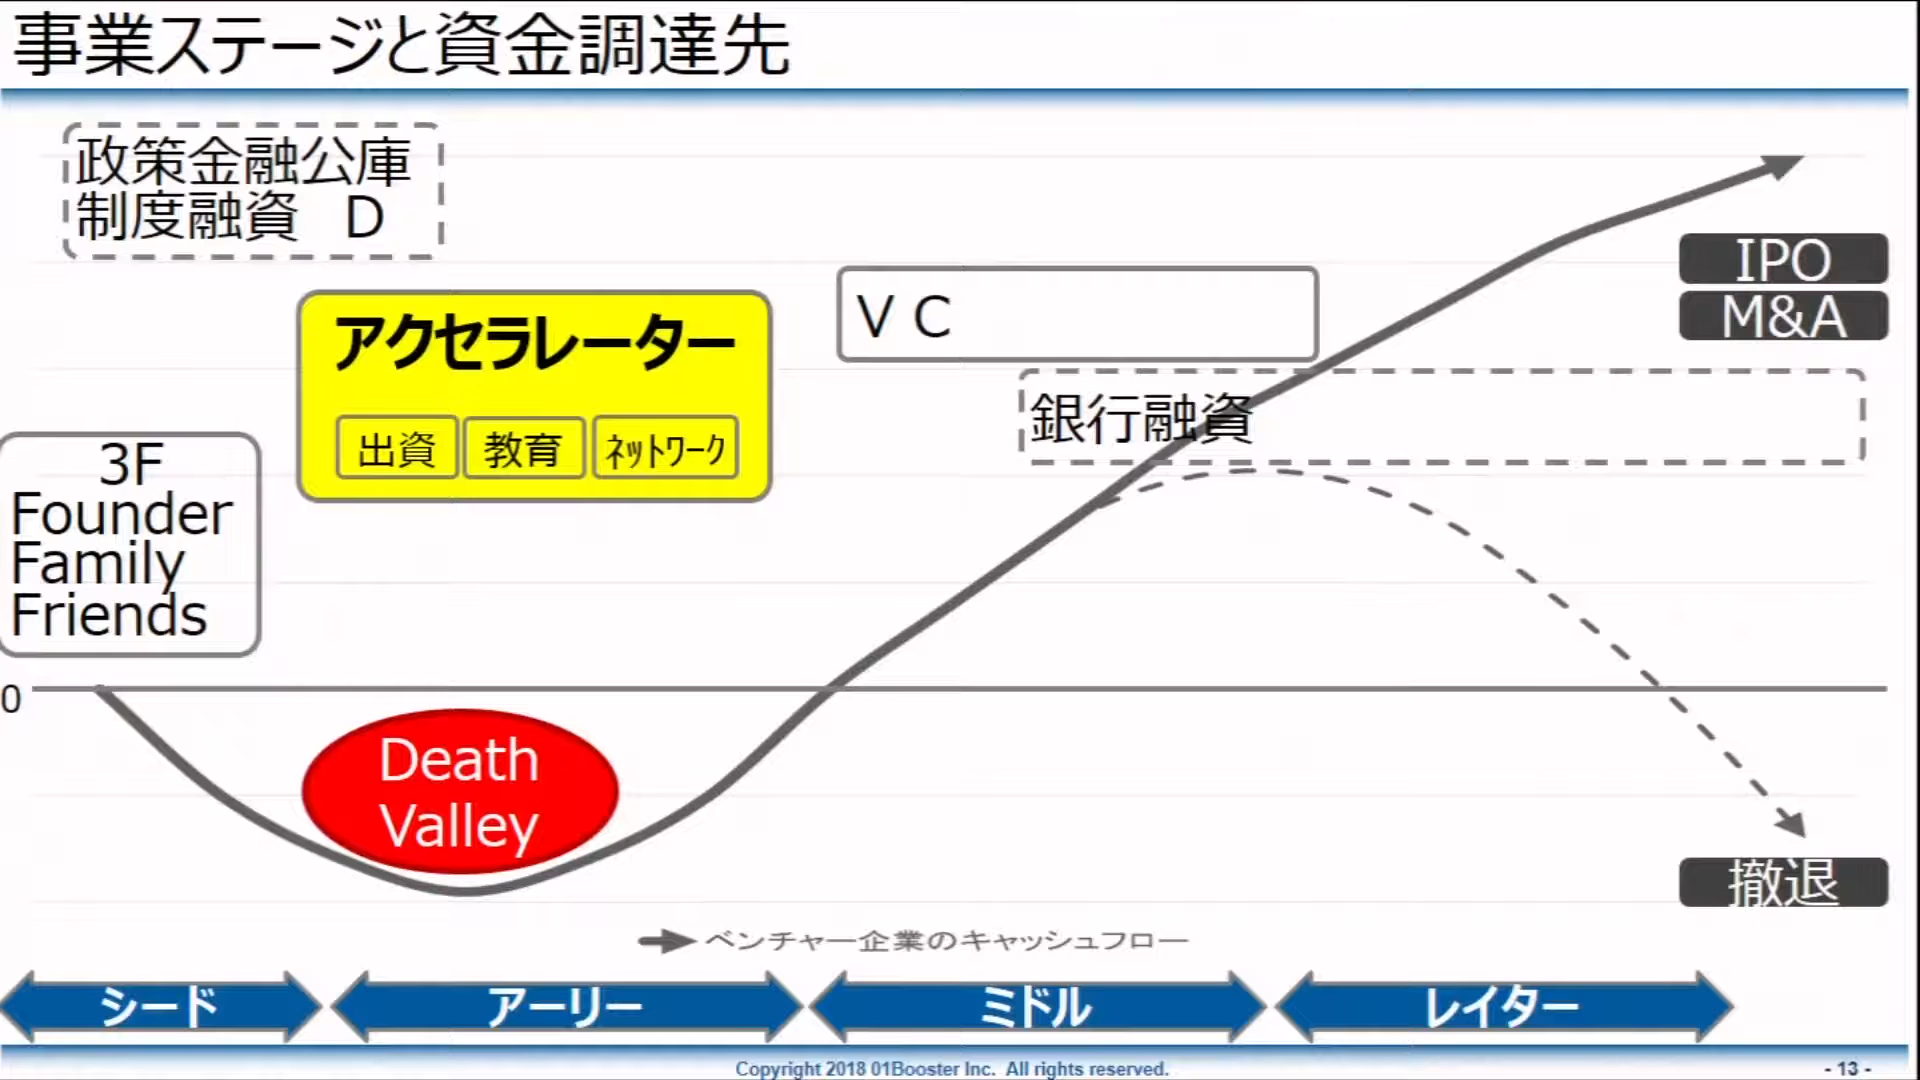 事業ステージと資金調達先
政策金融公庫
制度融資 D
アクセラレーター
出資 教育 ﾈｯﾄﾜｰｸ
3F
Founder
Family
Friends
ＶＣ
銀行融資
IPO
M&A
0
Death
Valley
撤退
ベンチャー企業のキャッシュフロー
シード アーリー ミドル レイター
Copyright 2018 01Booster Inc. All rights reserved.
- 13 -